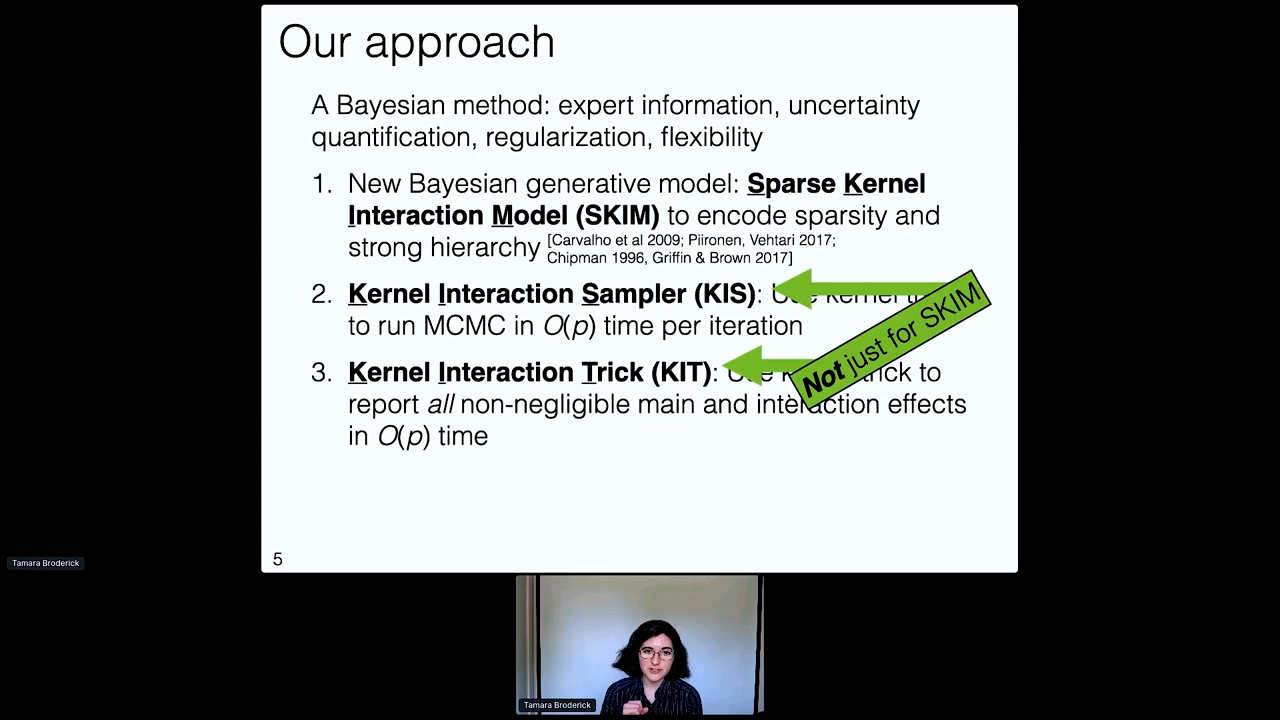 Our approach
A Bayesian method: expert information, uncertainty
quantification, regularization, flexibility
1. New Bayesian generative model: Sparse Kernel
Interaction Model (SKIM) to encode sparsity and
strong hierarchy [Carvalho et al 2009; Piironen, Vehtari 2017;
Chipman 1996, Griffin & Brown 2017]
2. Kernel Interaction Sampler (KIS): Use kernel
to run MCMC in O(p) time per iteration
Not just for SKIM
3. Kernel Interaction Trick (KIT): Use trick to
report all non-negligible main and interaction effects
in O(p) time
5
Tamara Broderick
Tamara Broderick